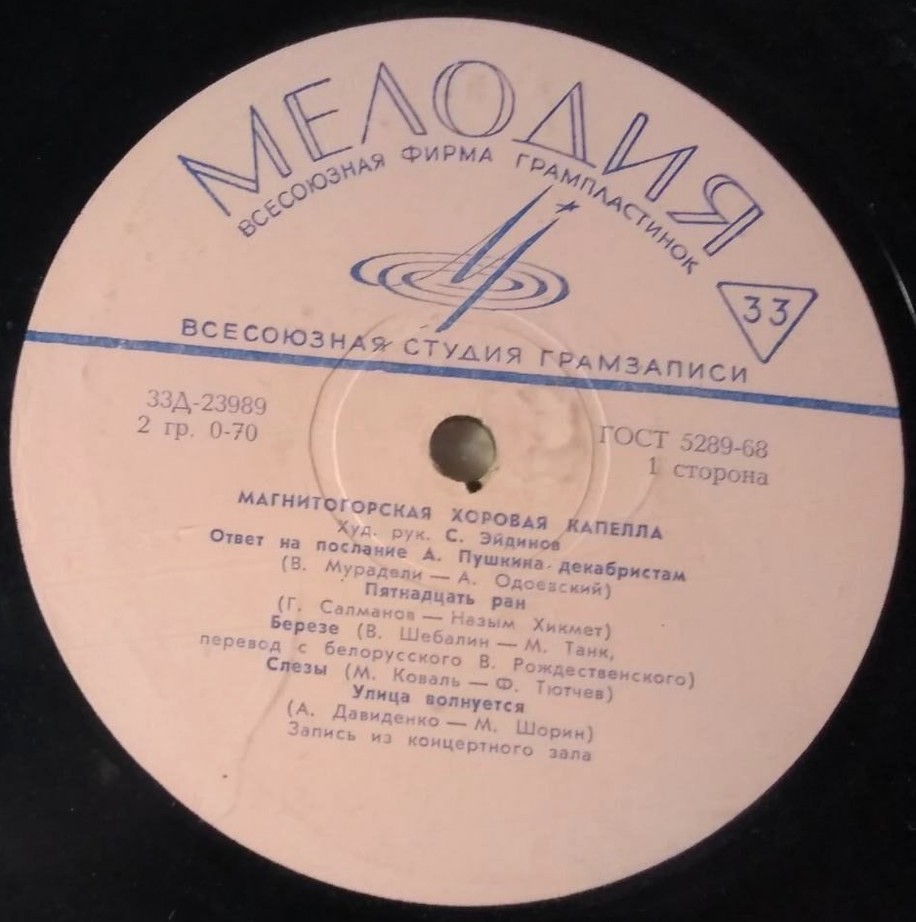 МЕЛОДИЯ
ВСЕСОЮЗНАЯ ФИРМА ГРАМПЛАСТИНОК
33
ВСЕСОЮЗНАЯ СТУДИЯ ГРАМЗАПИСИ
33Д-23989
2 гр. 0-70
ГОСТ 5289-68
1 сторона
МАГНИТОГОРСКАЯ ХОРОВАЯ КАПЕЛЛА
Худ. рук. С. Эйдинов
Ответ на послание А. Пушкина декабристам
(В. Мурадели — А. Одоевский)
Пятнадцать ран
(Г. Салманов — Назым Хикмет)
Березе (В. Шебалин — М. Танк,
перевод с белорусского В. Рождественского)
Слезы (М. Коваль — Ф. Тютчев)
Улица волнуется
(А. Давиденко — М. Шорин)
Запись из концертного зала